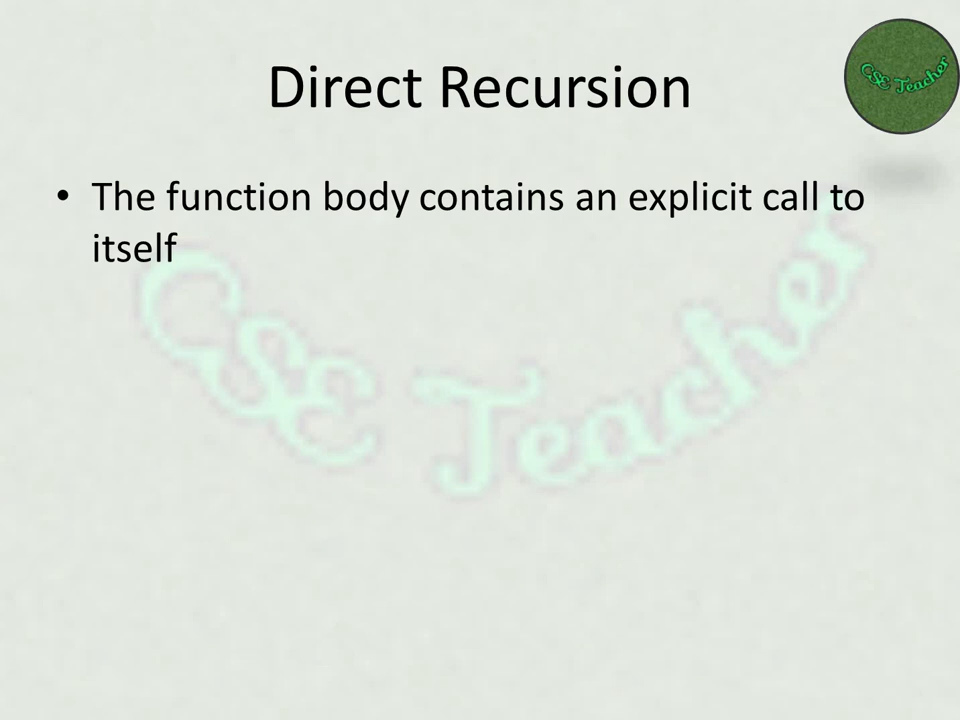 Direct Recursion
CSE Teacher
• The function body contains an explicit call to
itself
CSE Teacher